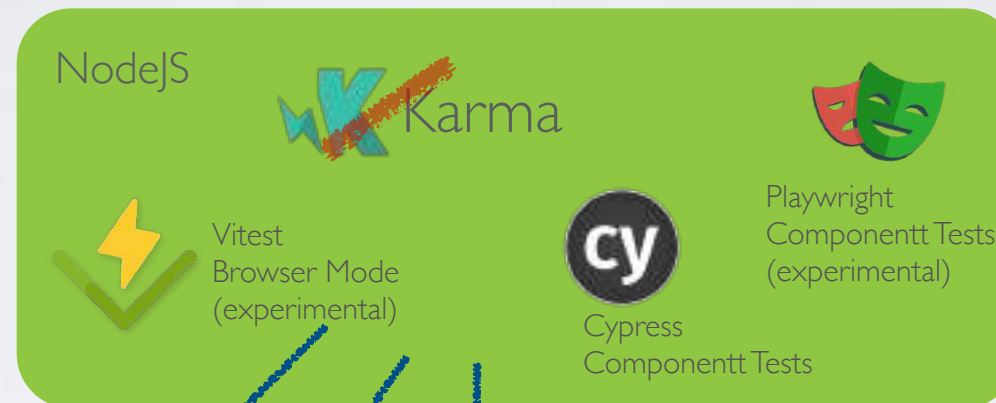 NodeJS
Karma
Playwright
Componentt Tests
(experimental)
Vitest
Browser Mode
(experimental)
cy
Cypress
Componentt Tests